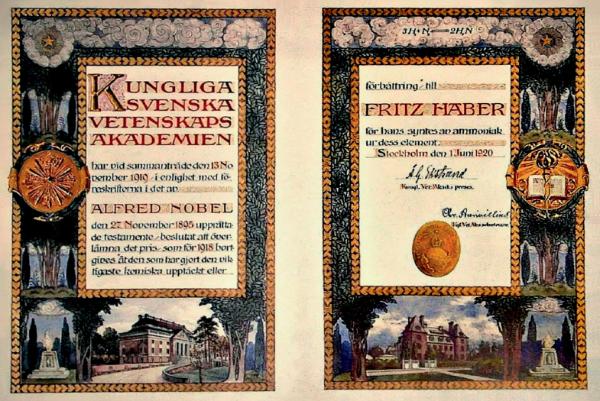 KUNGLIGA
SVENSKA
VETENSKAPS
AKADEMIEN
har vid sammanträde den 13 No
vember 1919 i enlighet med fö
reskrifterna i det av
ALFRED NOBEL
den 27 November 1895 upprätta
de testamente beslutat att över
lämna det pris som för 1918 bort
gives åt den som har gjort den vik
tigaste kemiska upptäckt eller
förbättring till
FRITZ HABER
för hans syntes av ammoniak
ur dess element.
Stockholm den 1 Juni 1920